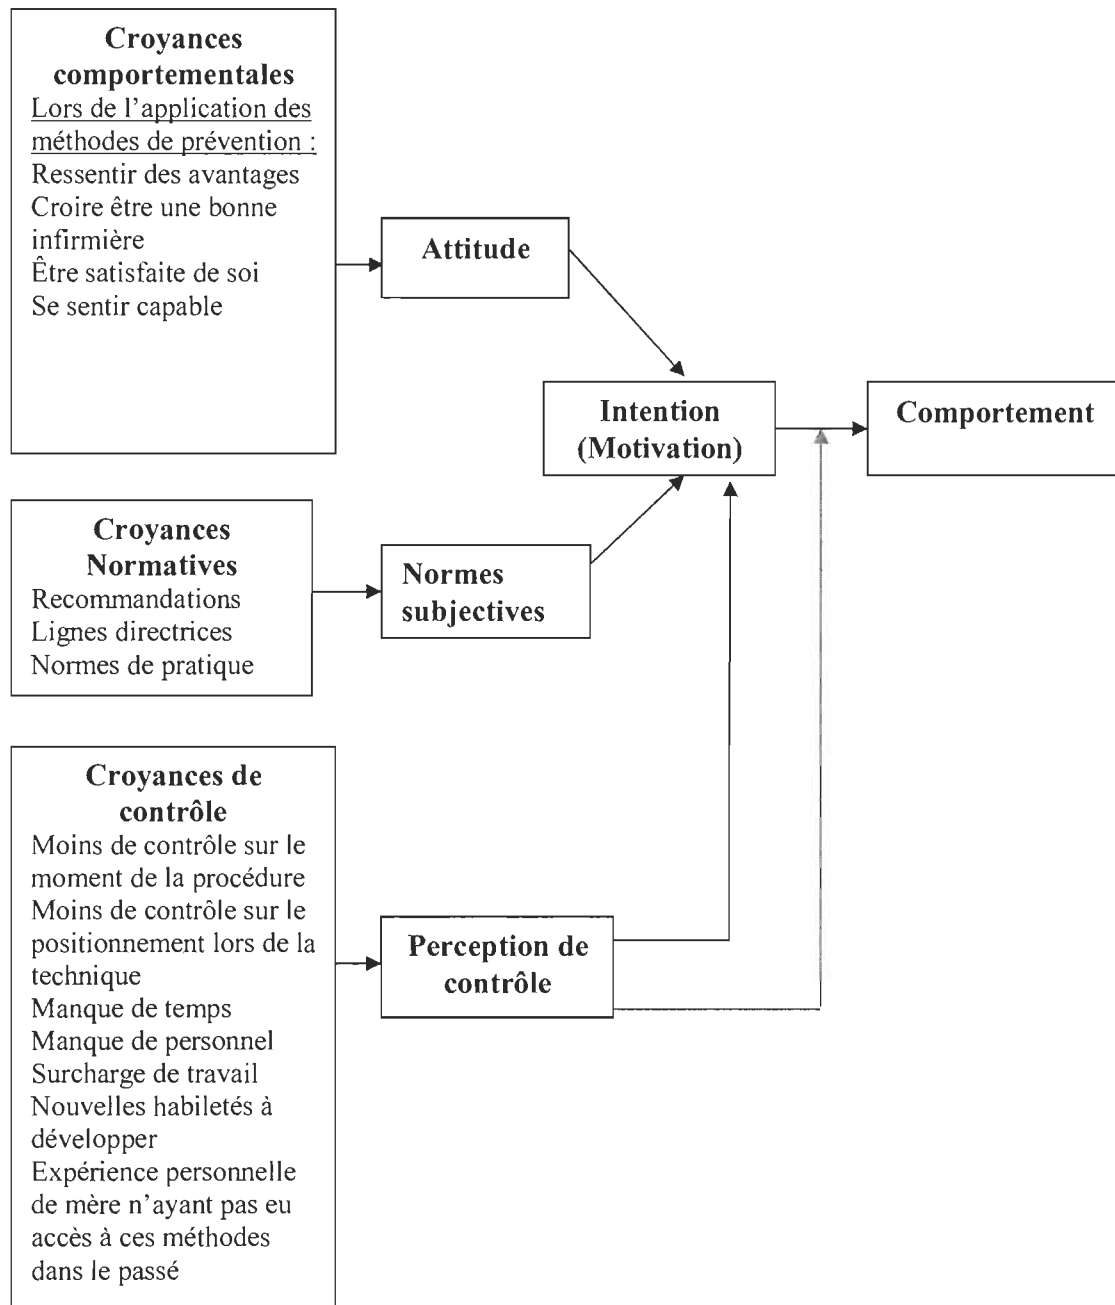 Croyances
comportementales
Lors de l'application des
méthodes de prévention :
Ressentir des avantages
Croire être une bonne
infirmière
Être satisfaite de soi
Se sentir capable
Attitude
Intention
(Motivation)
Comportement
Croyances
Normatives
Recommandations
Lignes directrices
Normes de pratique
Normes
subjectives
Croyances de
contrôle
Moins de contrôle sur le
moment de la procédure
Moins de contrôle sur le
positionnement lors de la
technique
Manque de temps
Manque de personnel
Surcharge de travail
Nouvelles habiletés à
développer
Expérience personnelle
de mère n'ayant pas eu
accès à ces méthodes
dans le passé
Perception de
contrôle